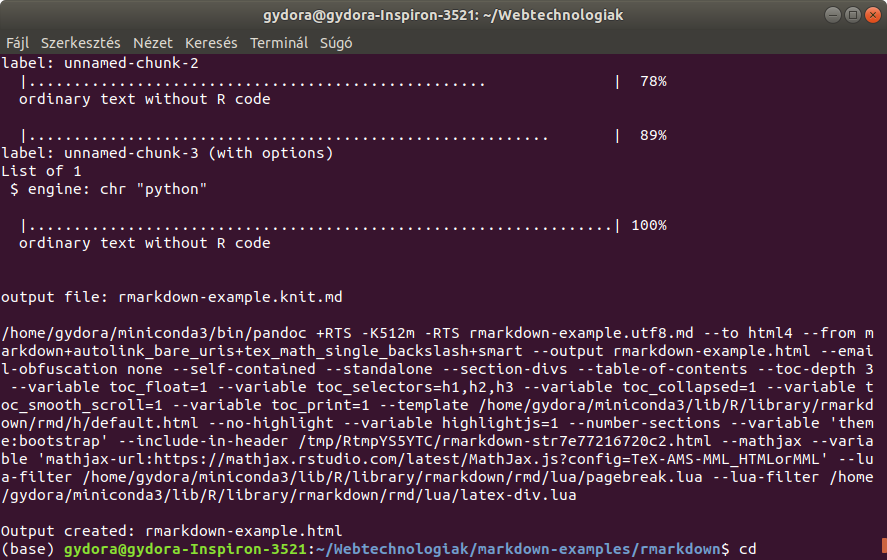 gydora@gydora-Inspiron-3521: ~/Webtechnologiak
Fájl Szerkesztés Nézet Keresés Terminál Súgó
label: unnamed-chunk-2
  |...................................................              |  78%
  ordinary text without R code
  |..........................................................       |  89%
label: unnamed-chunk-3 (with options)
List of 1
 $ engine: chr "python"
  |.................................................................| 100%
  ordinary text without R code
output file: rmarkdown-example.knit.md
/home/gydora/miniconda3/bin/pandoc +RTS -K512m -RTS rmarkdown-example.utf8.md --to html4 --from m
arkdown+autolink_bare_uris+tex_math_single_backslash+smart --output rmarkdown-example.html --emai
l-obfuscation none --self-contained --standalone --section-divs --table-of-contents --toc-depth 3
 --variable toc_float=1 --variable toc_selectors=h1,h2,h3 --variable toc_collapsed=1 --variable t
oc_smooth_scroll=1 --variable toc_print=1 --template /home/gydora/miniconda3/lib/R/library/rmarkd
own/rmd/h/default.html --no-highlight --variable highlightjs=1 --number-sections --variable 'them
e:bootstrap' --include-in-header /tmp/RtmpYS5YTC/rmarkdown-str7e77216720c2.html --mathjax --varia
ble 'mathjax-url:https://mathjax.rstudio.com/latest/MathJax.js?config=TeX-AMS-MML_HTMLorMML' --lu
a-filter /home/gydora/miniconda3/lib/R/library/rmarkdown/rmd/lua/pagebreak.lua --lua-filter /home
/gydora/miniconda3/lib/R/library/rmarkdown/rmd/lua/latex-div.lua
Output created: rmarkdown-example.html
(base) gydora@gydora-Inspiron-3521:~/Webtechnologiak/markdown-examples/rmarkdown$ cd